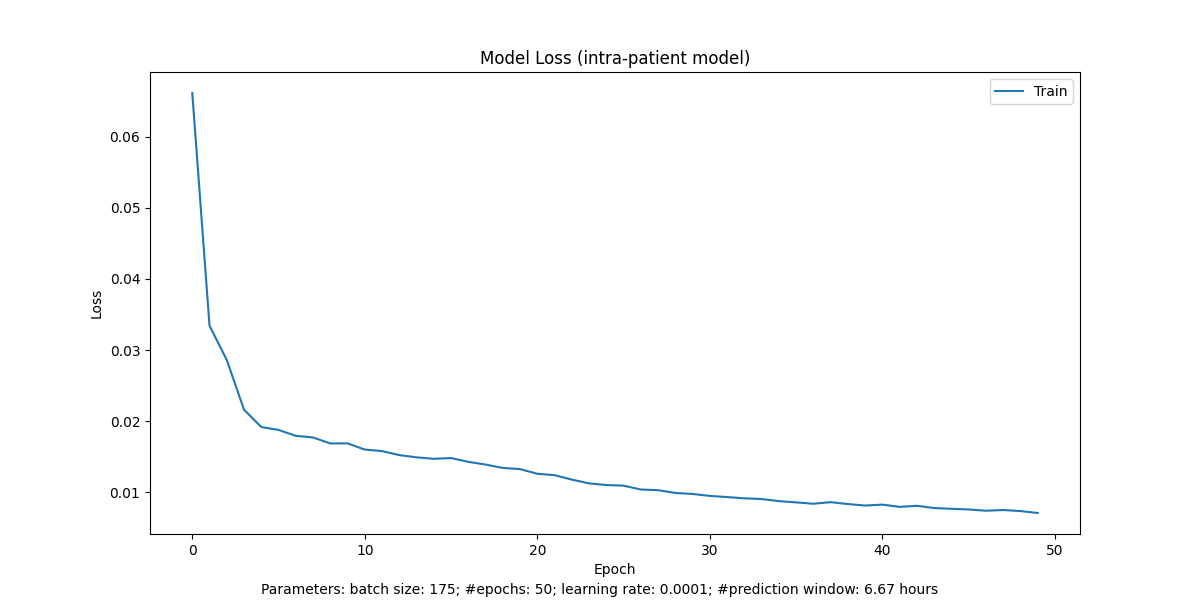 Model Loss (intra-patient model)
Train
0.06
0.05
0.04
0.03
0.02
0.01
Loss
0 10 20 30 40 50
Epoch
Parameters: batch size: 175; #epochs: 50; learning rate: 0.0001; #prediction window: 6.67 hours